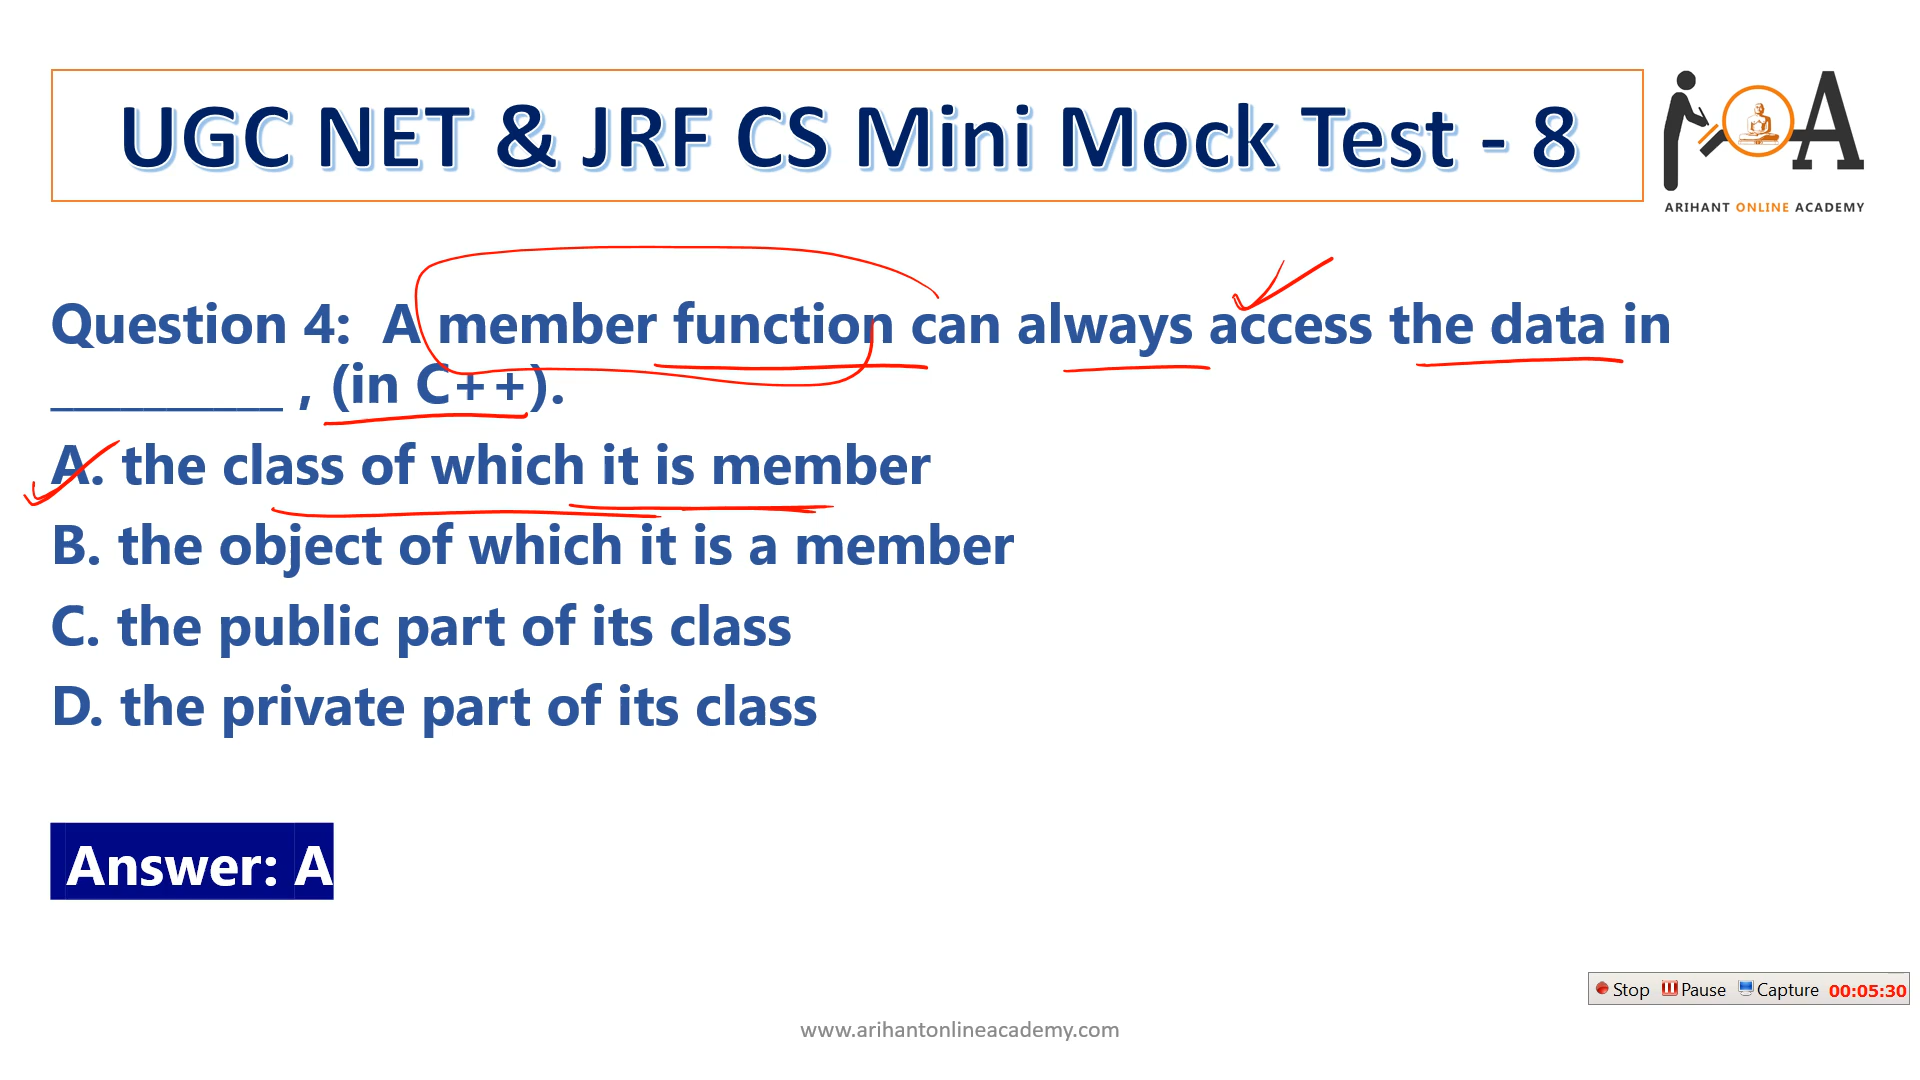 UGC NET & JRF CS Mini Mock Test - 8
ARIHANT ONLINE ACADEMY
Question 4: A member function can always access the data in
__________ , (in C++).
A. the class of which it is member
B. the object of which it is a member
C. the public part of its class
D. the private part of its class
Answer: A
Stop Pause Capture 00:05:30
www.arihantonlineacademy.com